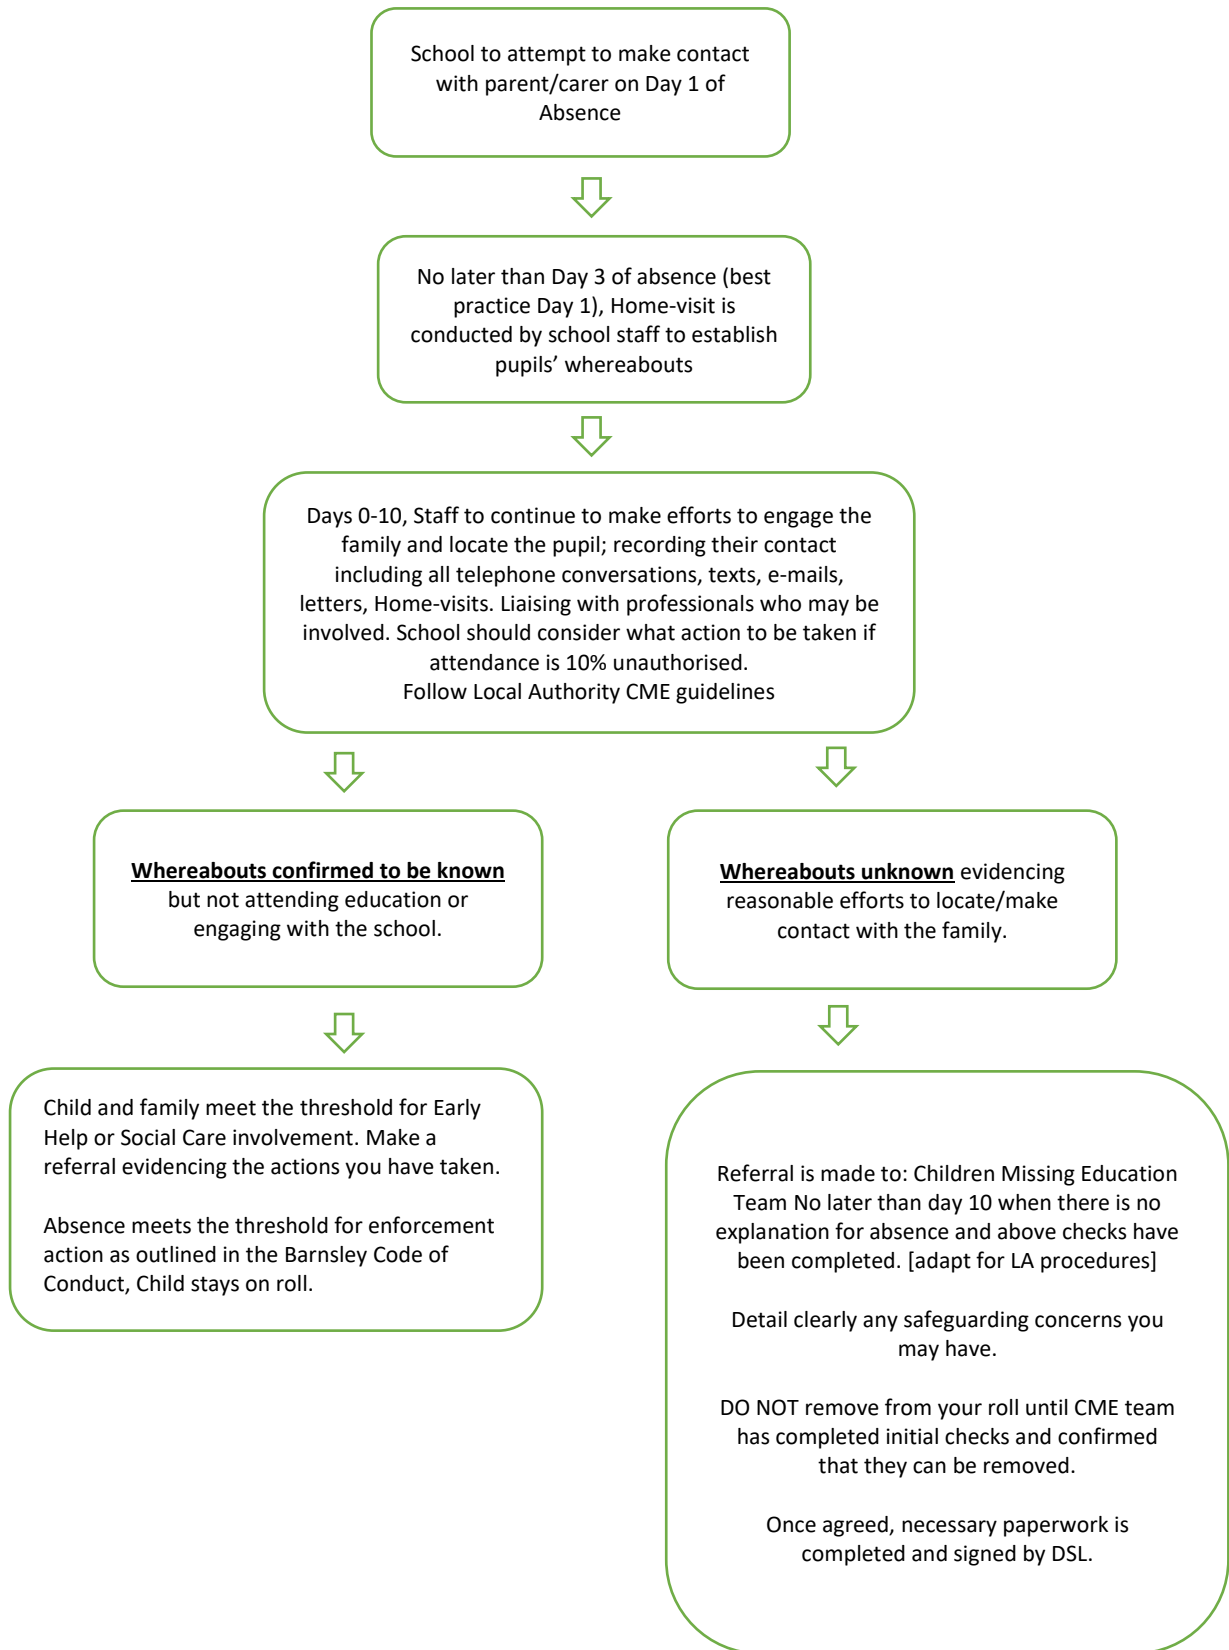 School to attempt to make contact
with parent/carer on Day 1 of
Absence
No later than Day 3 of absence (best
practice Day 1), Home-visit is
conducted by school staff to establish
pupils’ whereabouts
Days 0-10, Staff to continue to make efforts to engage the
family and locate the pupil; recording their contact
including all telephone conversations, texts, e-mails,
letters, Home-visits. Liaising with professionals who may be
involved. School should consider what action to be taken if
attendance is 10% unauthorised.
Follow Local Authority CME guidelines
Whereabouts confirmed to be known
but not attending education or
engaging with the school.
Whereabouts unknown evidencing
reasonable efforts to locate/make
contact with the family.
Child and family meet the threshold for Early
Help or Social Care involvement. Make a
referral evidencing the actions you have taken.
Absence meets the threshold for enforcement
action as outlined in the Barnsley Code of
Conduct, Child stays on roll.
Referral is made to: Children Missing Education
Team No later than day 10 when there is no
explanation for absence and above checks have
been completed. [adapt for LA procedures]
Detail clearly any safeguarding concerns you
may have.
DO NOT remove from your roll until CME team
has completed initial checks and confirmed
that they can be removed.
Once agreed, necessary paperwork is
completed and signed by DSL.